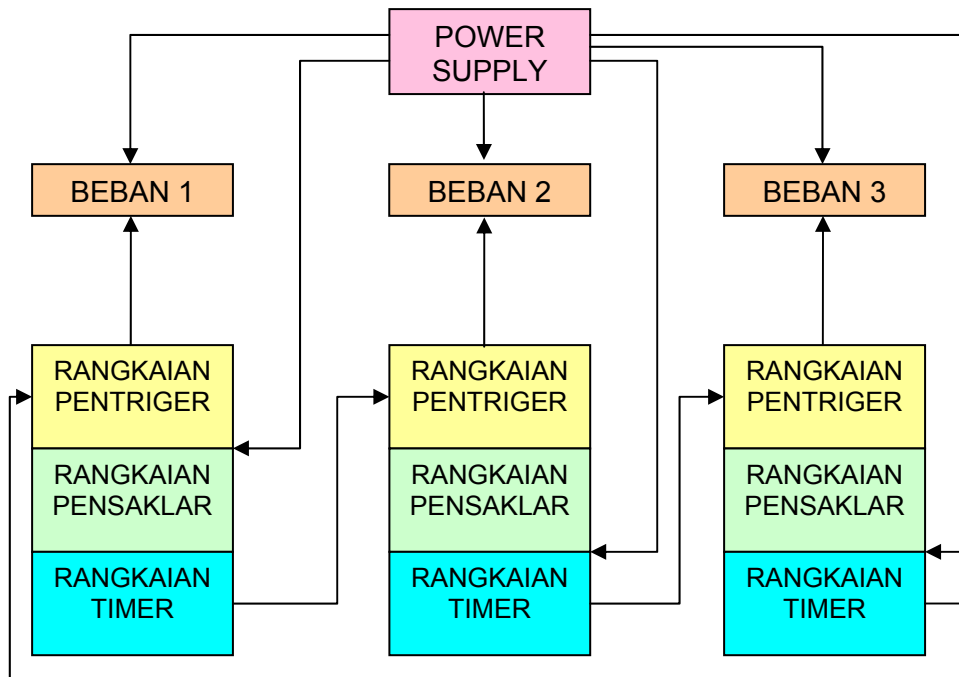 POWER
SUPPLY
BEBAN 1
BEBAN 2
BEBAN 3
RANGKAIAN
PENTRIGER
RANGKAIAN
PENTRIGER
RANGKAIAN
PENTRIGER
RANGKAIAN
PENSAKLAR
RANGKAIAN
PENSAKLAR
RANGKAIAN
PENSAKLAR
RANGKAIAN
TIMER
RANGKAIAN
TIMER
RANGKAIAN
TIMER